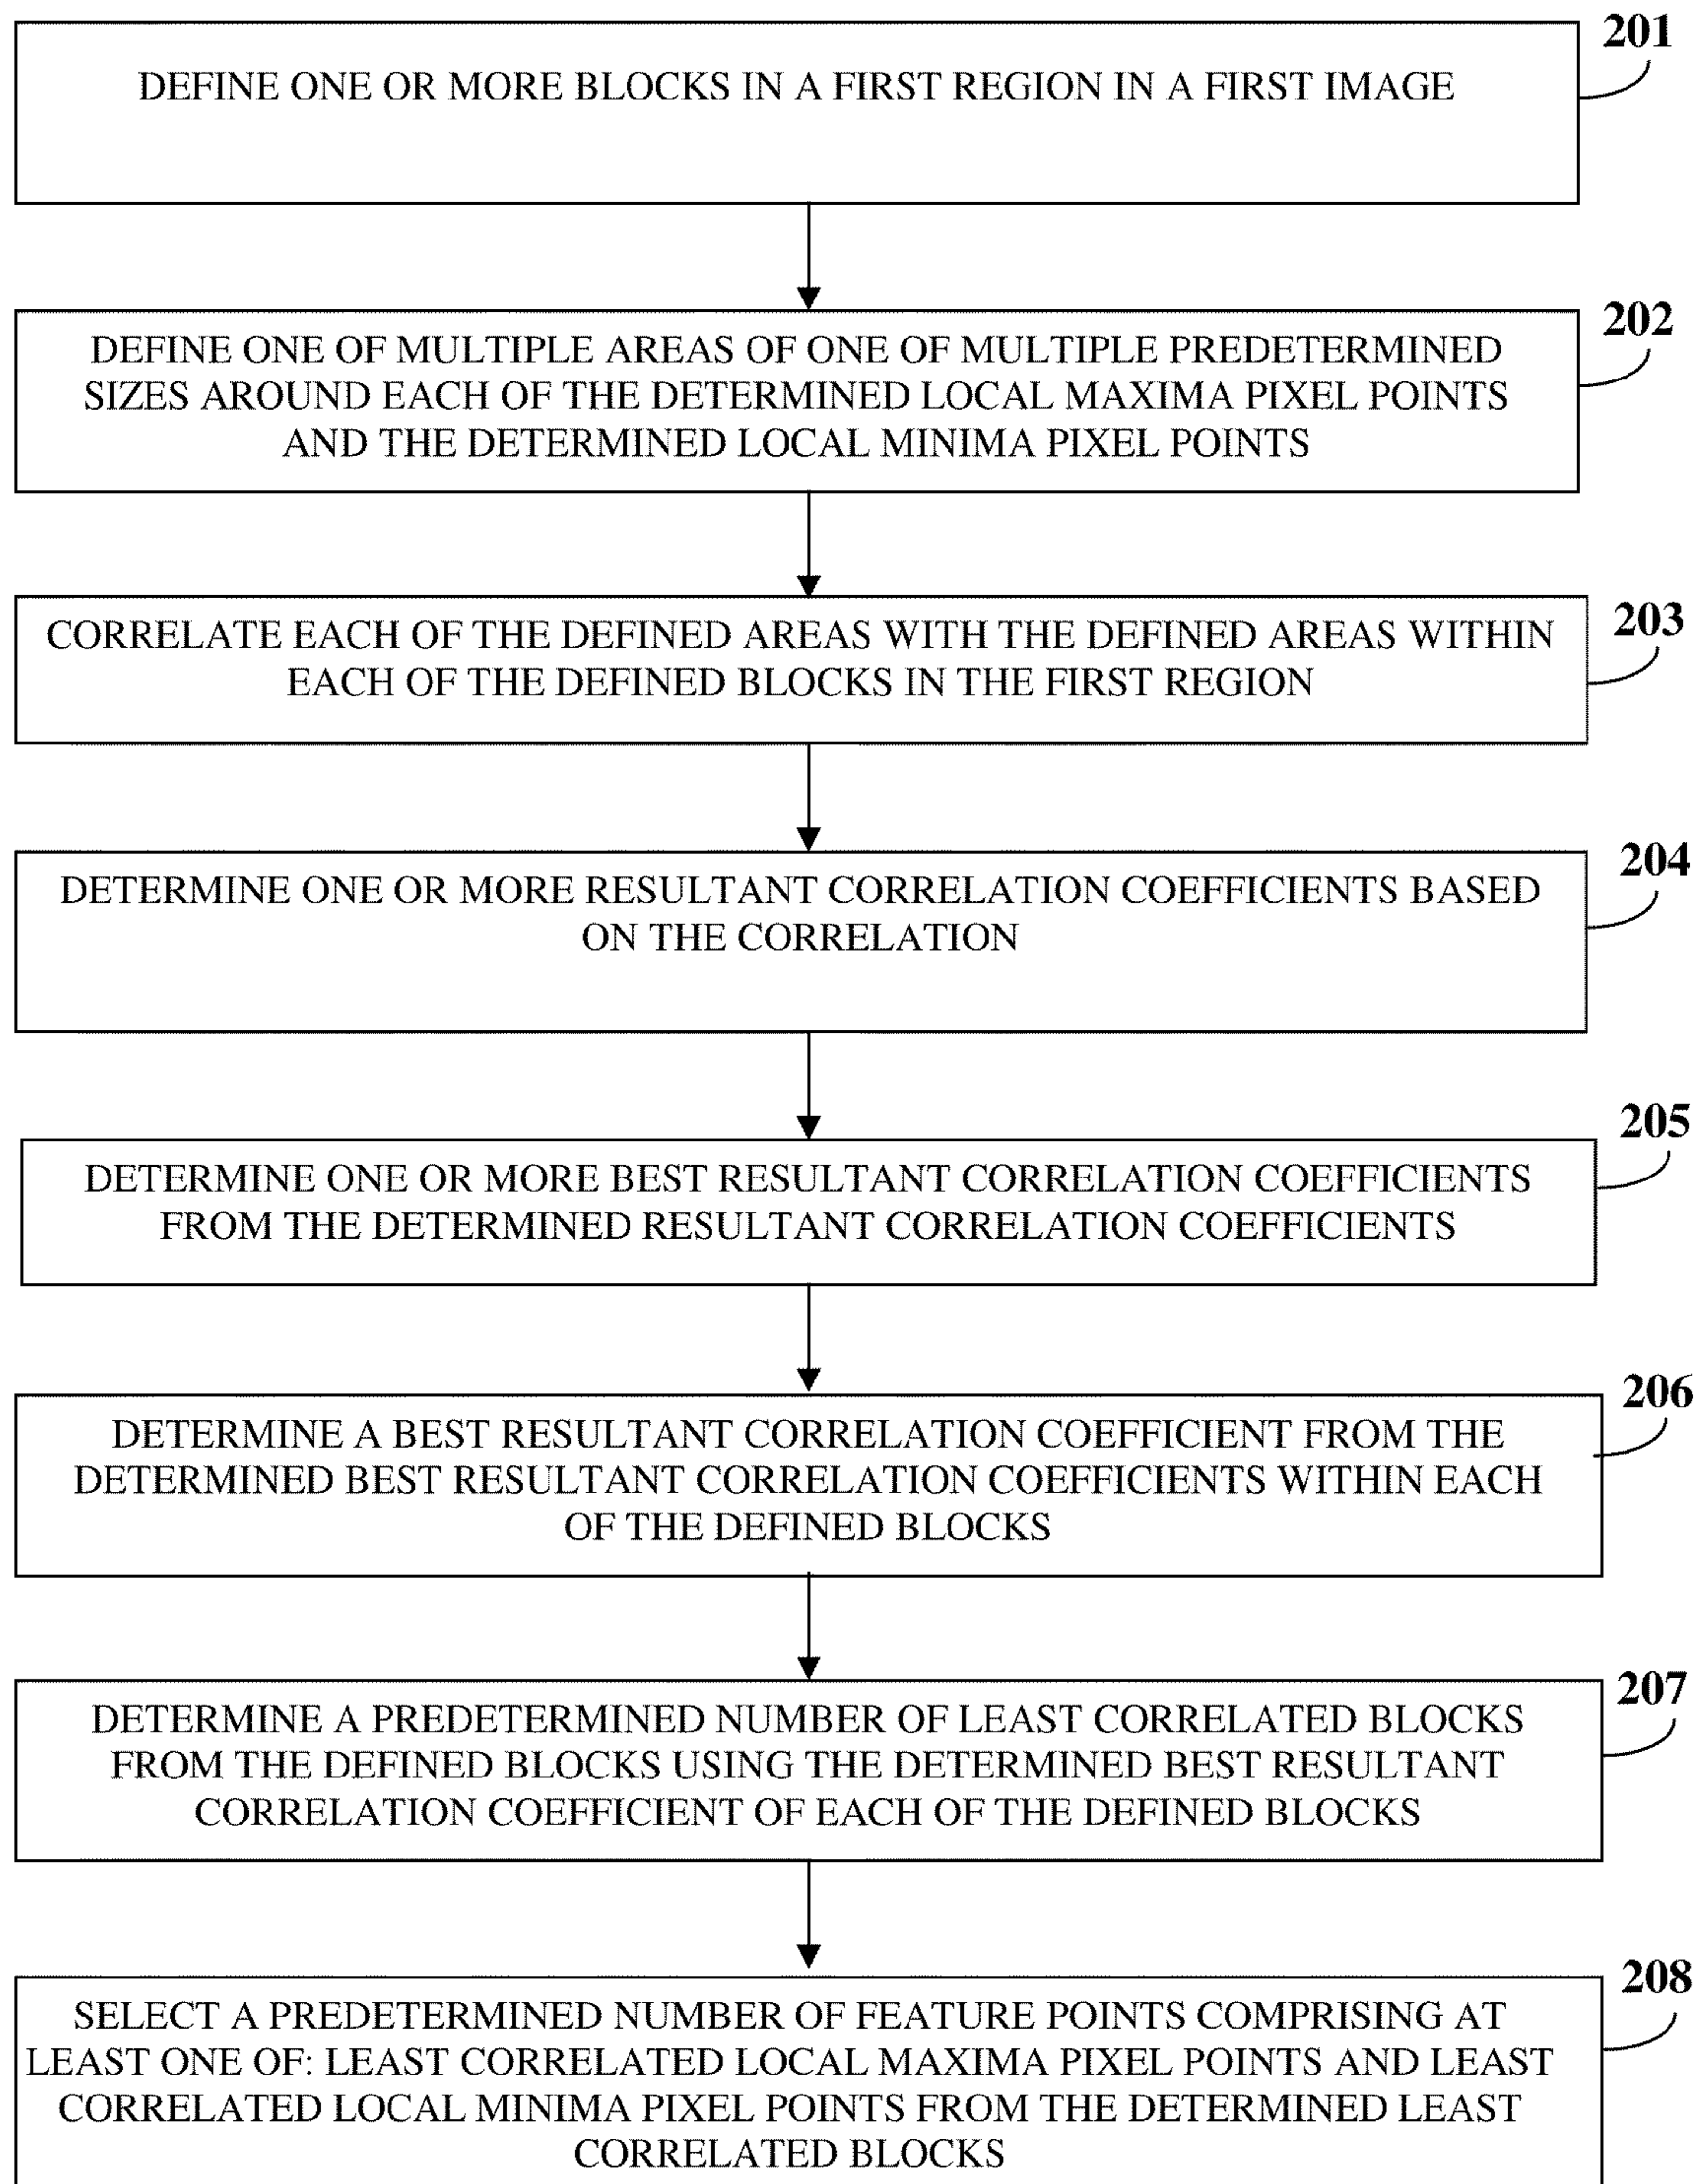 201
DEFINE ONE OR MORE BLOCKS IN A FIRST REGION IN A FIRST IMAGE
202
DEFINE ONE OF MULTIPLE AREAS OF ONE OF MULTIPLE PREDETERMINED
SIZES AROUND EACH OF THE DETERMINED LOCAL MAXIMA PIXEL POINTS
AND THE DETERMINED LOCAL MINIMA PIXEL POINTS
203
CORRELATE EACH OF THE DEFINED AREAS WITH THE DEFINED AREAS WITHIN
EACH OF THE DEFINED BLOCKS IN THE FIRST REGION
204
DETERMINE ONE OR MORE RESULTANT CORRELATION COEFFICIENTS BASED
ON THE CORRELATION
205
DETERMINE ONE OR MORE BEST RESULTANT CORRELATION COEFFICIENTS
FROM THE DETERMINED RESULTANT CORRELATION COEFFICIENTS
206
DETERMINE A BEST RESULTANT CORRELATION COEFFICIENT FROM THE
DETERMINED BEST RESULTANT CORRELATION COEFFICIENTS WITHIN EACH
OF THE DEFINED BLOCKS
207
DETERMINE A PREDETERMINED NUMBER OF LEAST CORRELATED BLOCKS
FROM THE DEFINED BLOCKS USING THE DETERMINED BEST RESULTANT
CORRELATION COEFFICIENT OF EACH OF THE DEFINED BLOCKS
208
SELECT A PREDETERMINED NUMBER OF FEATURE POINTS COMPRISING AT
LEAST ONE OF: LEAST CORRELATED LOCAL MAXIMA PIXEL POINTS AND LEAST
CORRELATED LOCAL MINIMA PIXEL POINTS FROM THE DETERMINED LEAST
CORRELATED BLOCKS